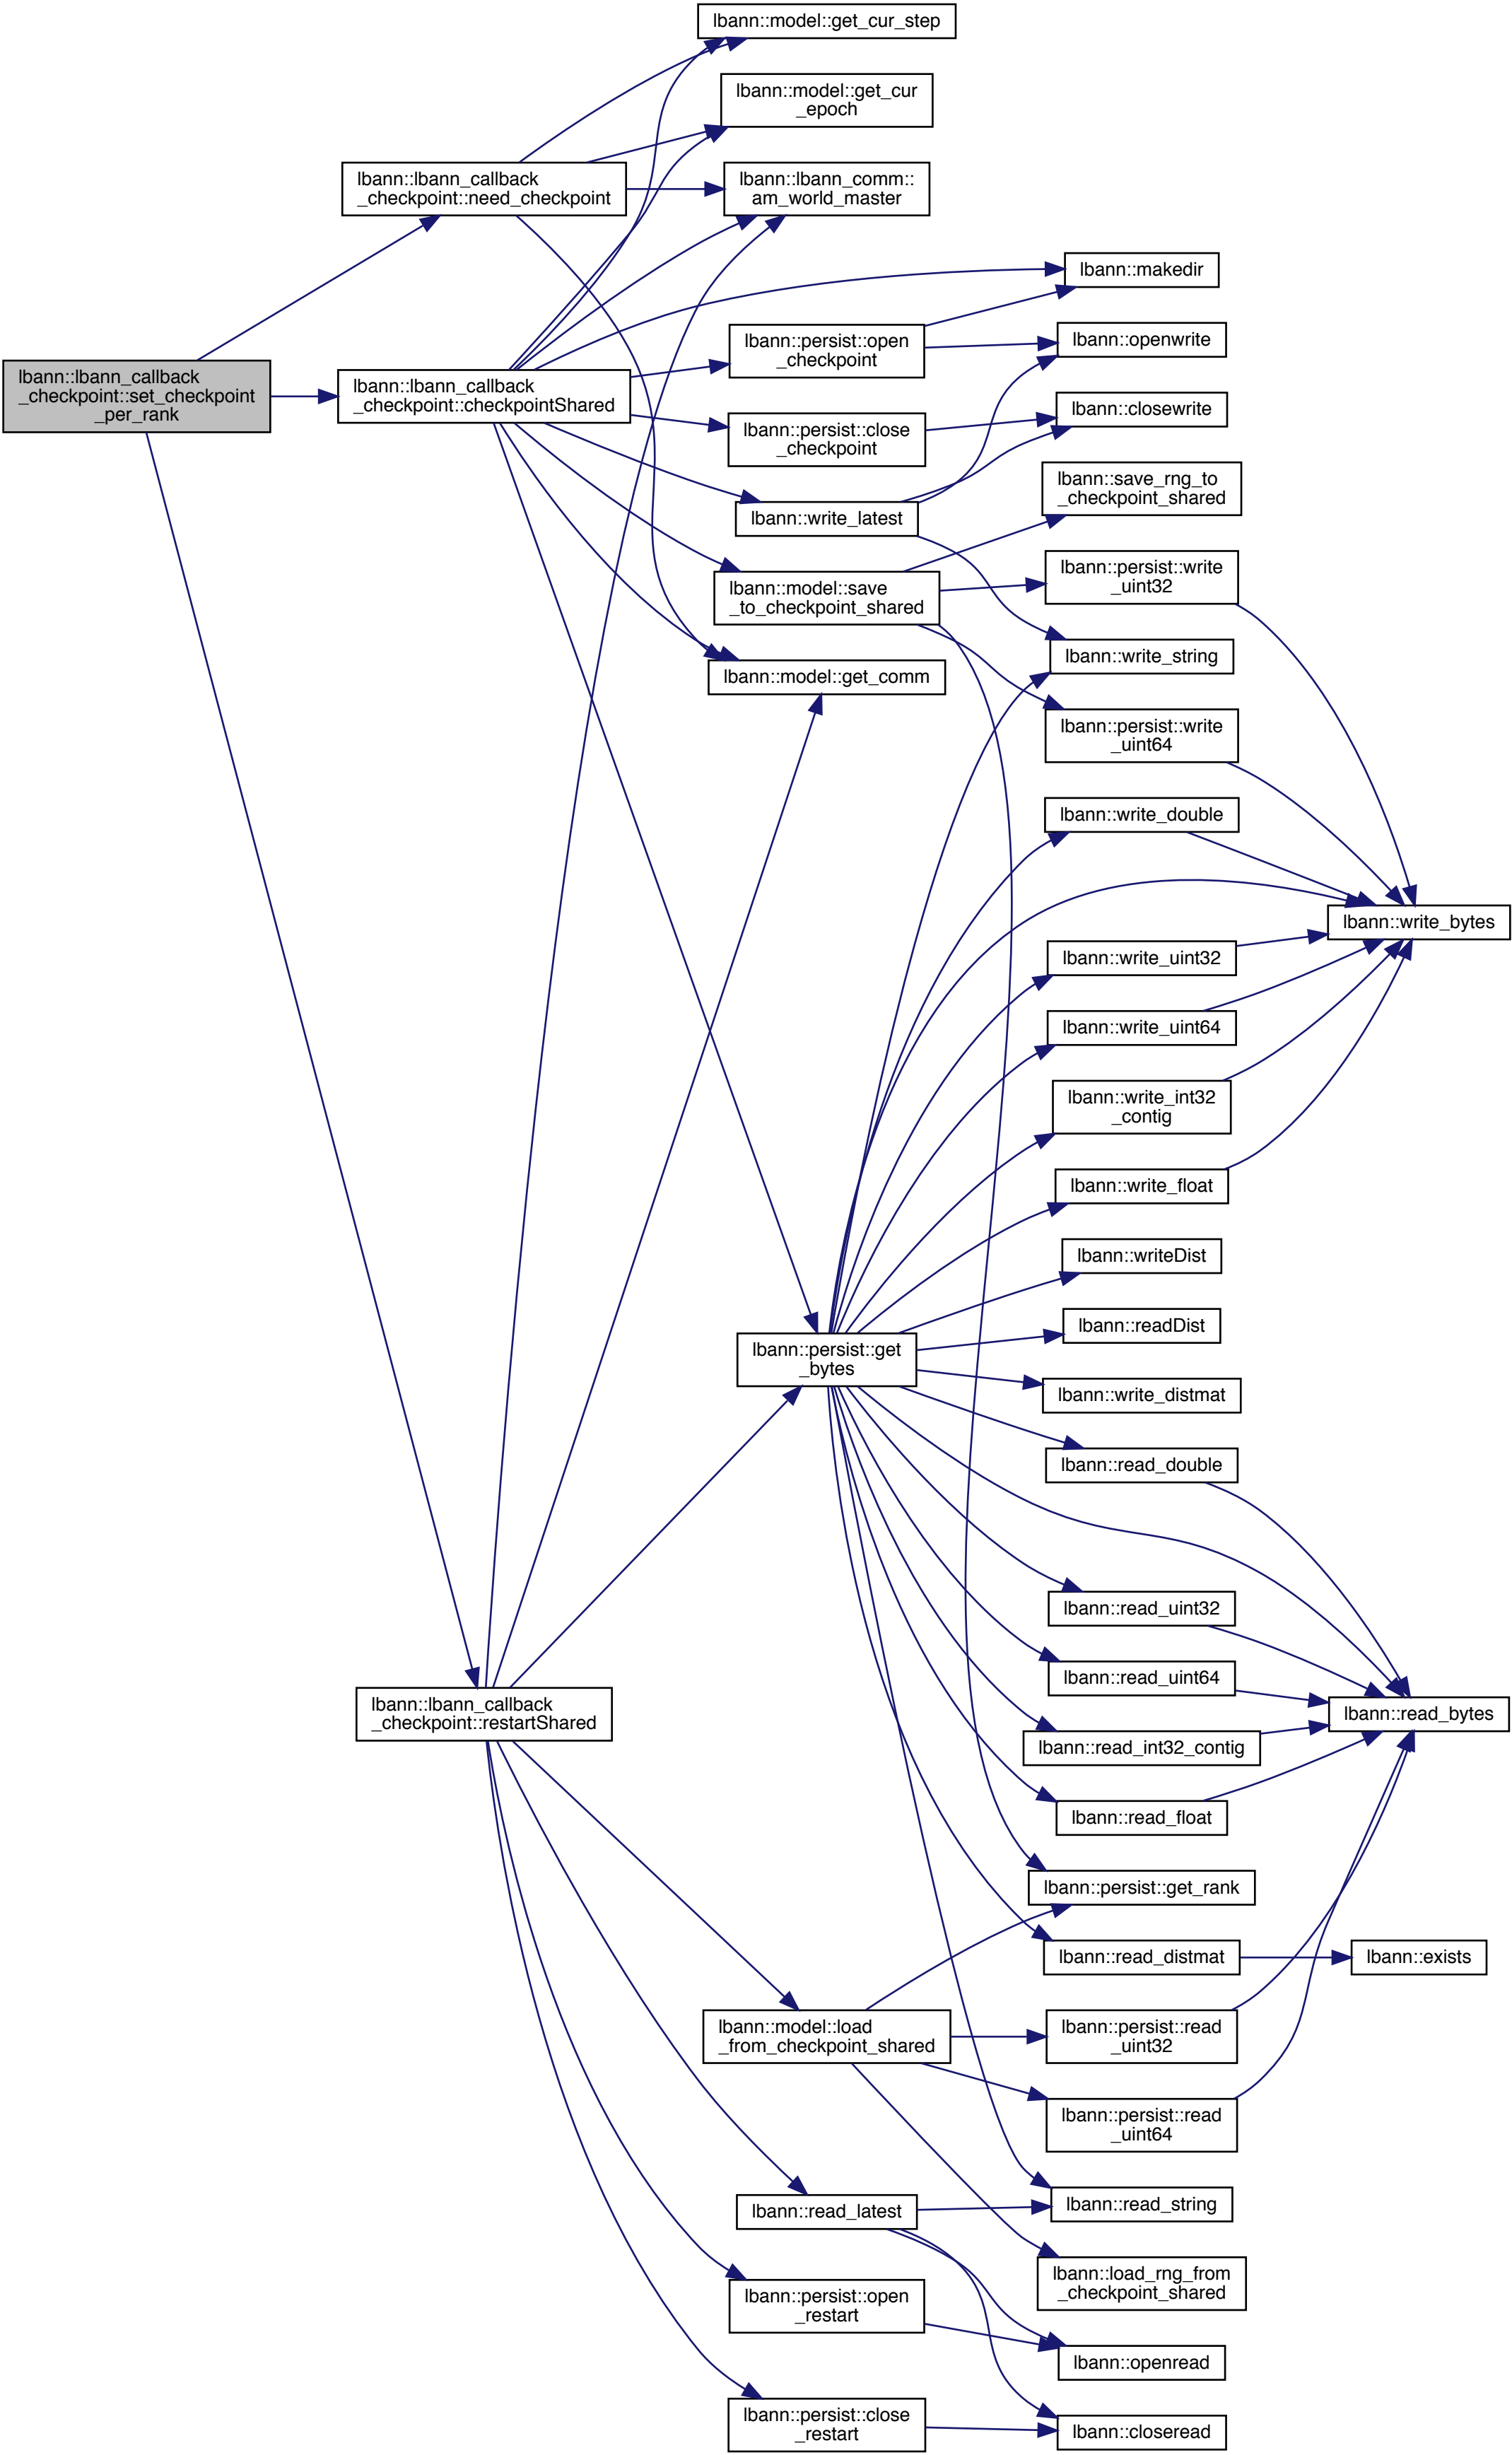 lbann::model::get_cur_step
lbann::model::get_cur
_epoch
lbann::lbann_callback
_checkpoint::need_checkpoint
lbann::lbann_comm::
am_world_master
lbann::makedir
lbann::persist::open
_checkpoint
lbann::openwrite
lbann::lbann_callback
_checkpoint::set_checkpoint
_per_rank
lbann::lbann_callback
_checkpoint::checkpointShared
lbann::closewrite
lbann::persist::close
_checkpoint
lbann::save_rng_to
_checkpoint_shared
lbann::write_latest
lbann::persist::write
_uint32
lbann::model::save
_to_checkpoint_shared
lbann::write_string
lbann::model::get_comm
lbann::persist::write
_uint64
lbann::write_double
lbann::write_bytes
lbann::write_uint32
lbann::write_uint64
lbann::write_int32
_contig
lbann::write_float
lbann::writeDist
lbann::readDist
lbann::persist::get
_bytes
lbann::write_distmat
lbann::read_double
lbann::read_uint32
lbann::read_uint64
lbann::lbann_callback
_checkpoint::restartShared
lbann::read_bytes
lbann::read_int32_contig
lbann::read_float
lbann::persist::get_rank
lbann::read_distmat
lbann::exists
lbann::model::load
_from_checkpoint_shared
lbann::persist::read
_uint32
lbann::persist::read
_uint64
lbann::read_string
lbann::read_latest
lbann::load_rng_from
_checkpoint_shared
lbann::persist::open
_restart
lbann::openread
lbann::persist::close
_restart
lbann::closeread